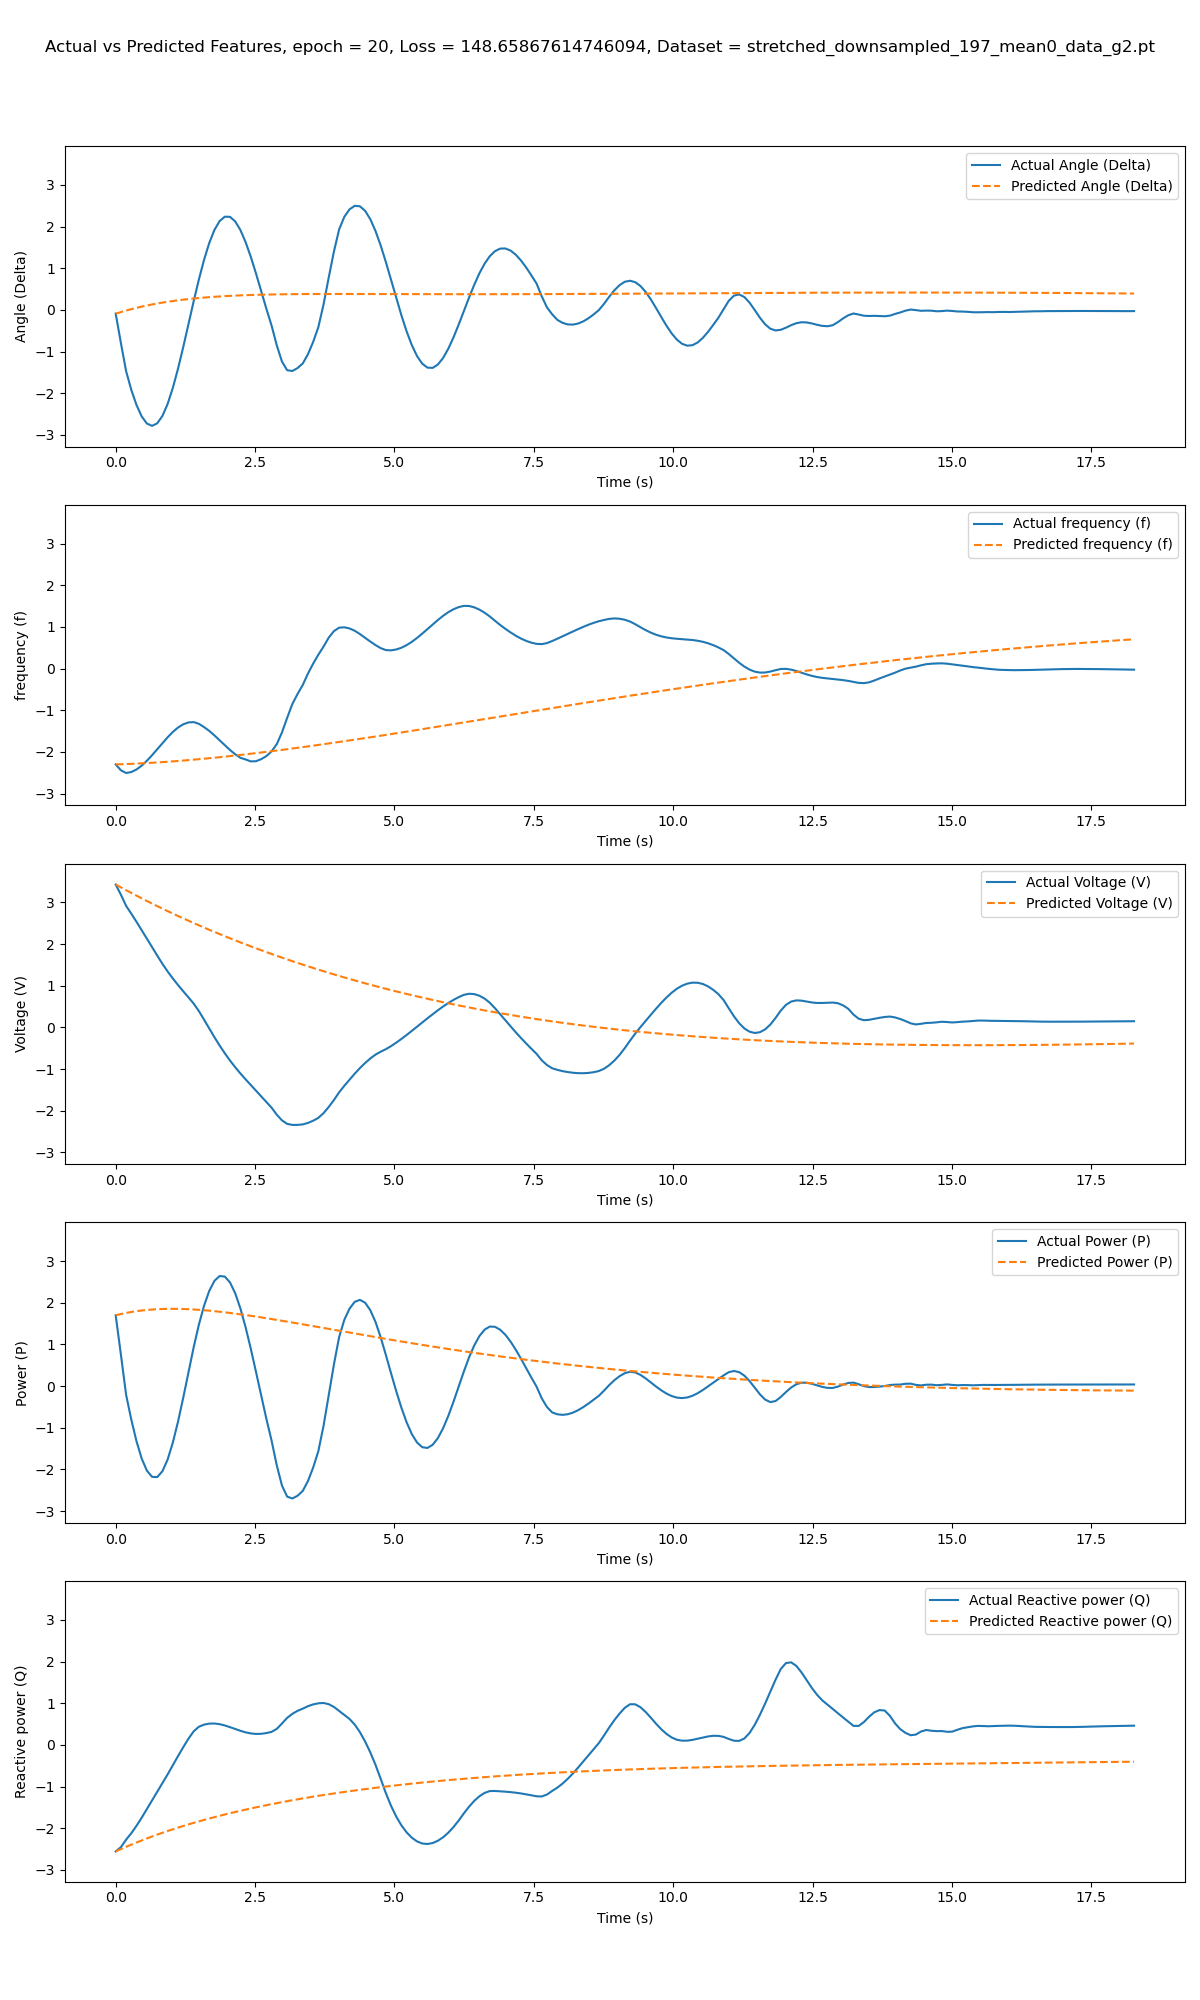 Actual vs Predicted Features, epoch = 20, Loss = 148.65867614746094, Dataset = stretched_downsampled_197_mean0_data_g2.pt
Actual Angle (Delta)
Predicted Angle (Delta)
Angle (Delta)
3
2
1
0
−1
−2
−3
0.0 2.5 5.0 7.5 10.0 12.5 15.0 17.5
Time (s)
Actual frequency (f)
Predicted frequency (f)
frequency (f)
3
2
1
0
−1
−2
−3
0.0 2.5 5.0 7.5 10.0 12.5 15.0 17.5
Time (s)
Actual Voltage (V)
Predicted Voltage (V)
Voltage (V)
3
2
1
0
−1
−2
−3
0.0 2.5 5.0 7.5 10.0 12.5 15.0 17.5
Time (s)
Actual Power (P)
Predicted Power (P)
Power (P)
3
2
1
0
−1
−2
−3
0.0 2.5 5.0 7.5 10.0 12.5 15.0 17.5
Time (s)
Actual Reactive power (Q)
Predicted Reactive power (Q)
Reactive power (Q)
3
2
1
0
−1
−2
−3
0.0 2.5 5.0 7.5 10.0 12.5 15.0 17.5
Time (s)